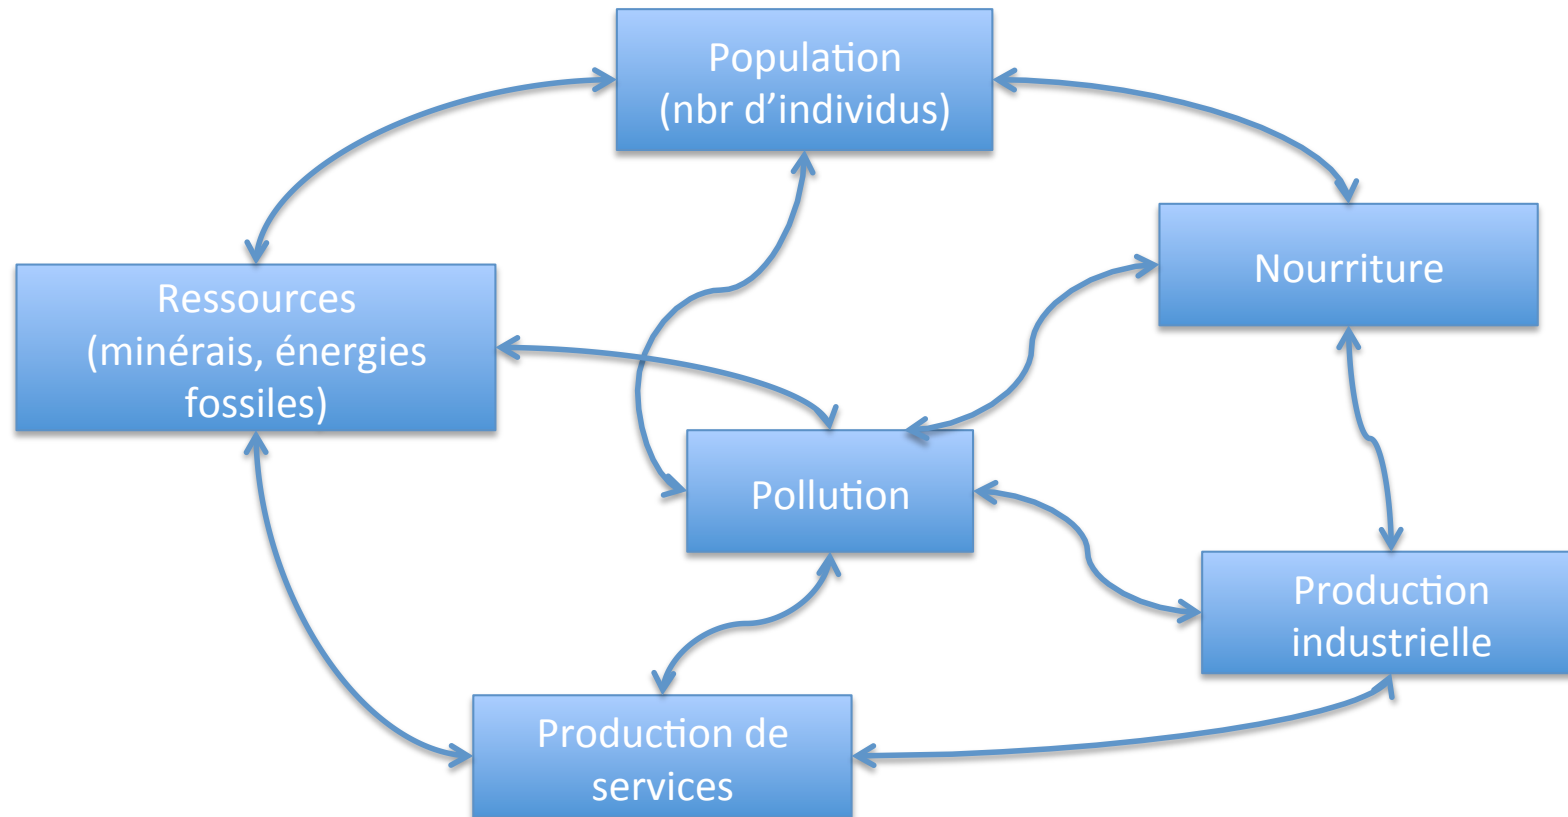 Population
(nbr d’individus)
Nourriture
Ressources
(minérais, énergies
fossiles)
Pollution
Production
industrielle
Production de
services